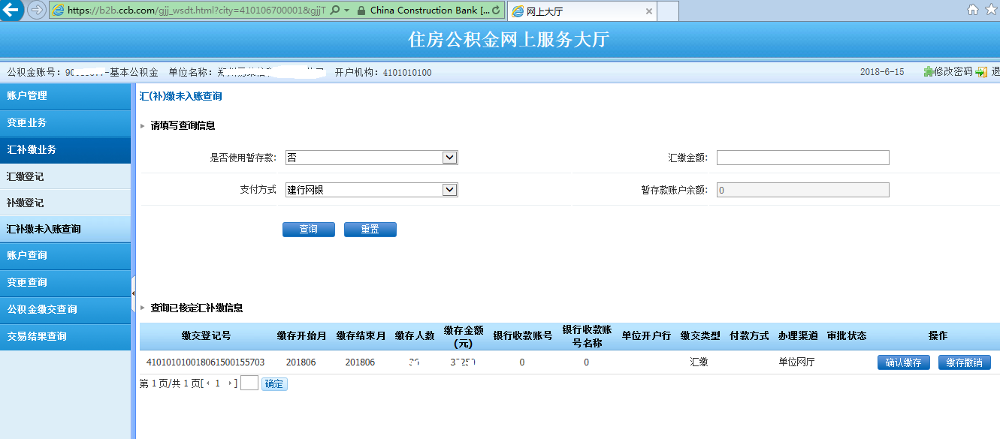 https://b2b.ccb.com/gjj_wsdt.html?city=410106700001&gjjT China Construction Bank [... 网上大厅
住房公积金网上服务大厅
公积金账号： -基本公积金 单位名称： 开户机构：4101010100 2018-6-15 修改密码 退
账户管理
变更业务
汇补缴业务
汇缴登记
补缴登记
汇补缴未入账查询
账户查询
变更查询
公积金缴交查询
交易结果查询
汇(补)缴未入账查询
请填写查询信息
是否使用暂存款: 否 汇缴金额:
支付方式 建行网银 暂存款账户余额: 0
查询 重置
查询已核定汇补缴信息
缴交登记号 缴存开始月 缴存结束月 缴存人数 缴存金额(元) 银行收款账号 银行收款账号名称 单位开户行 缴交类型 付款方式 办理渠道 审批状态 操作
410101010018061500155703 201806 201806 0 0 汇缴 单位网厅 确认缴存 缴存撤销
第 1 页/共 1 页[ 1 ] 确定